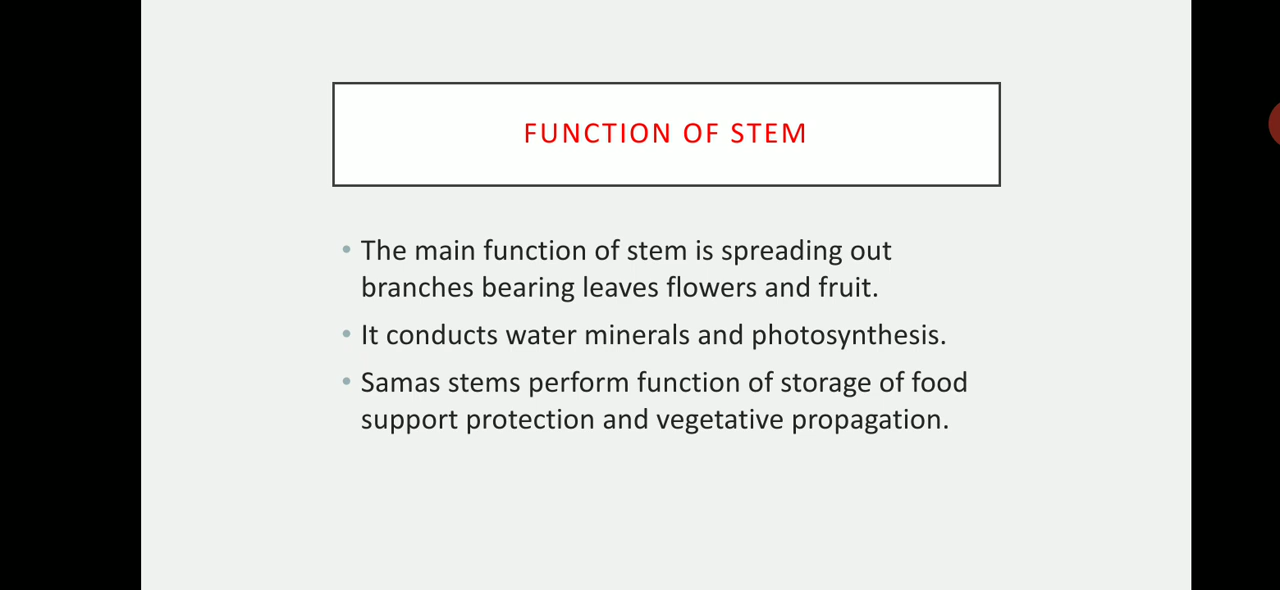 FUNCTION OF STEM
• The main function of stem is spreading out
branches bearing leaves flowers and fruit.
• It conducts water minerals and photosynthesis.
• Samas stems perform function of storage of food
support protection and vegetative propagation.